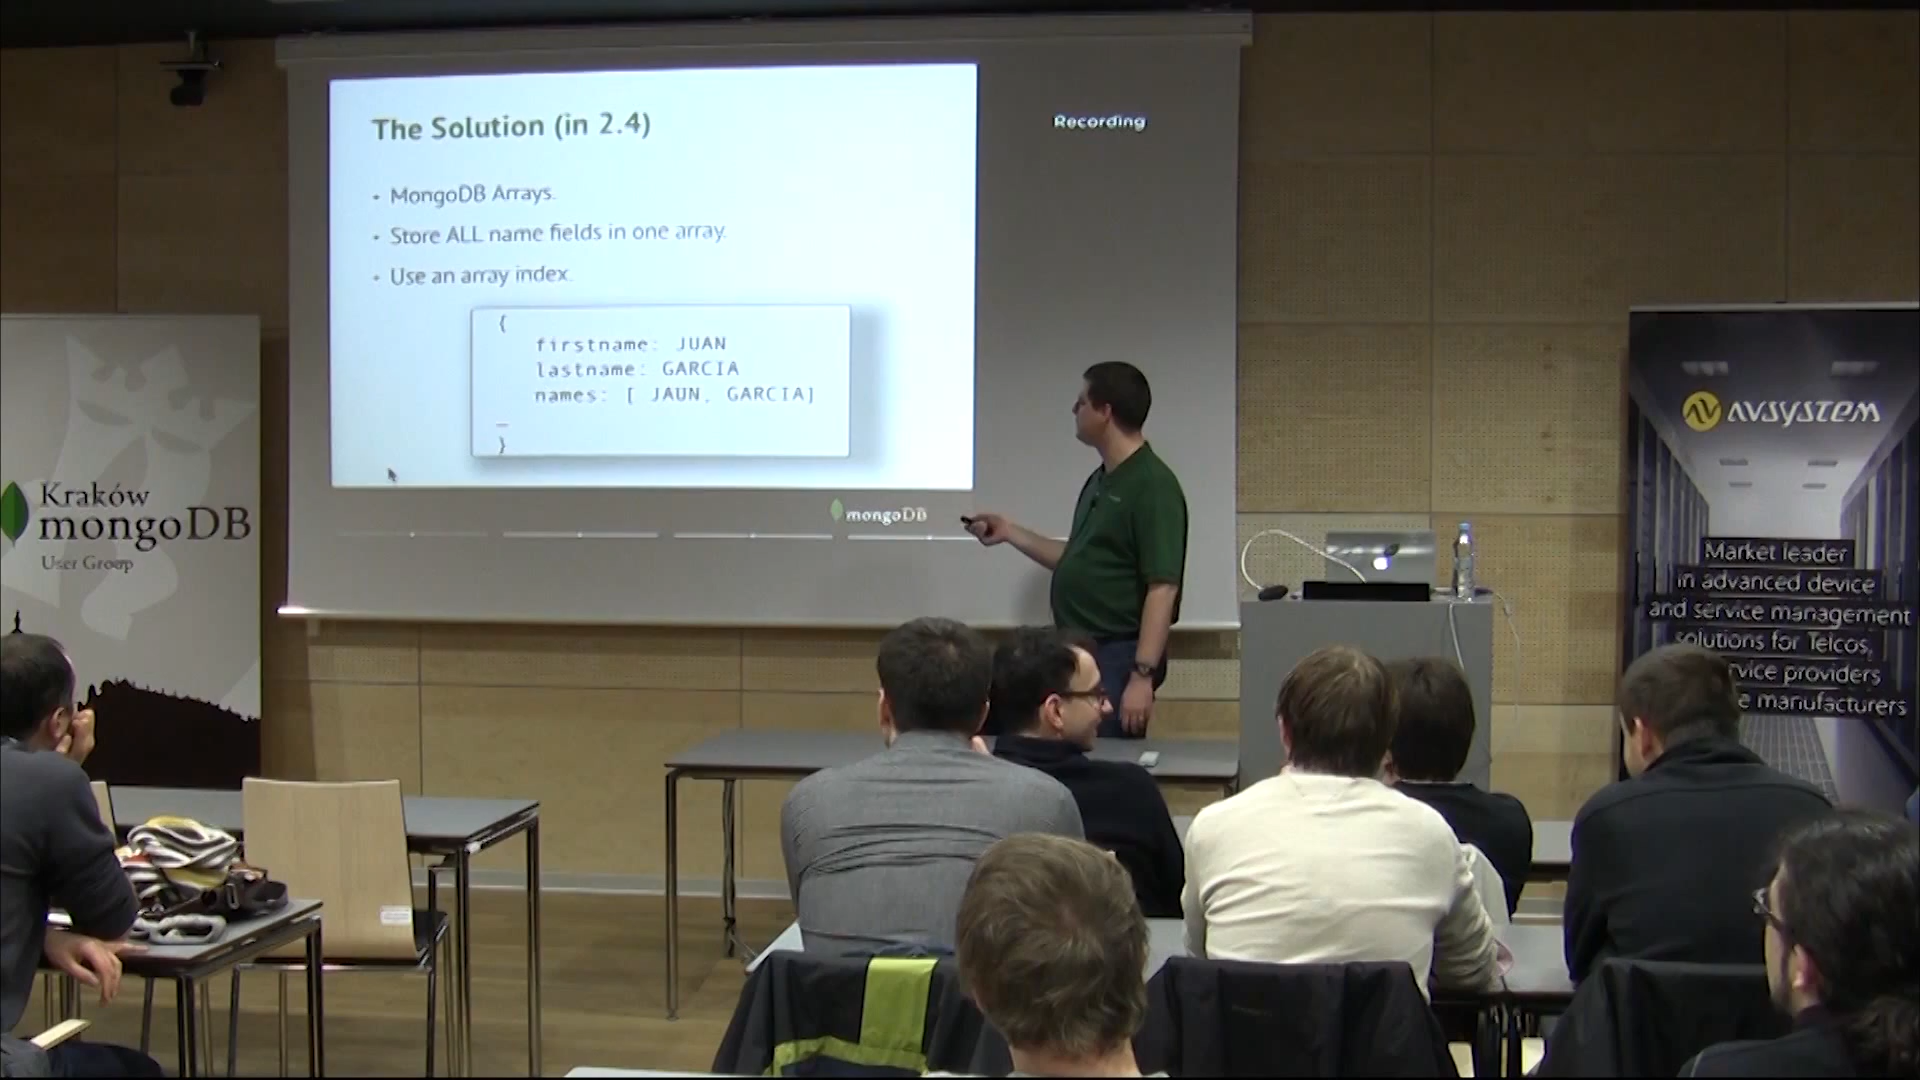 The Solution (in 2.4)
• MongoDB Arrays.
• Store ALL name fields in one array.
• Use an array index.
{
firstname: JUAN
lastname: GARCIA
names: [ JAUN, GARCIA]
}
Recording
mongoDB
Kraków
mongoDB
User Group
AVSYSTEM
Market leader
in advanced device
and service management
solutions for Telcos,
rvice providers
e manufacturers